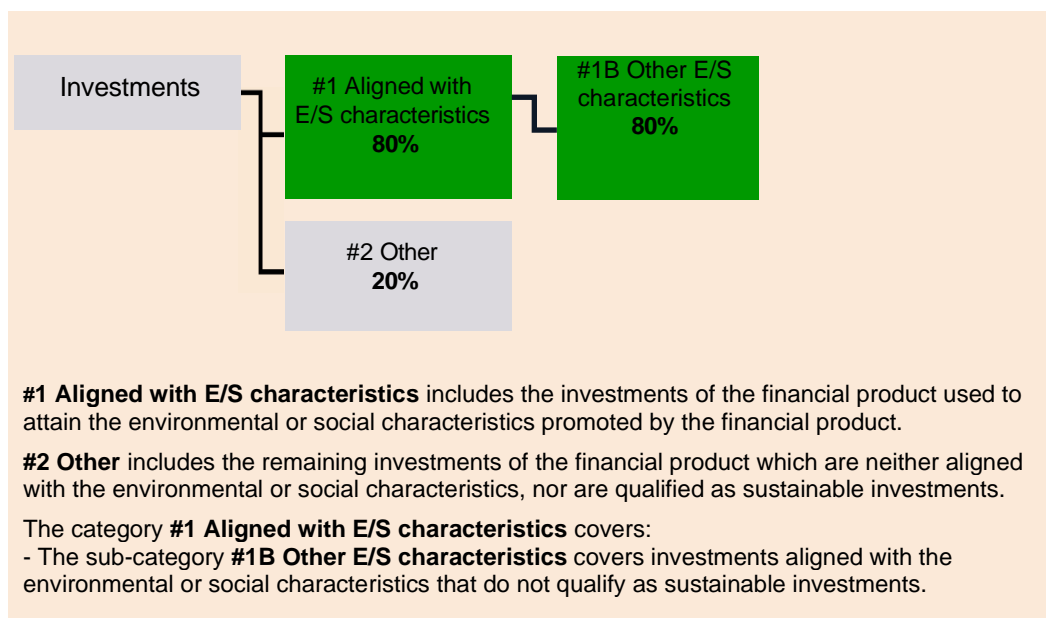 Investments
#1 Aligned with
E/S characteristics
80%
#1B Other E/S
characteristics
80%
#2 Other
20%
#1 Aligned with E/S characteristics includes the investments of the financial product used to
attain the environmental or social characteristics promoted by the financial product.
#2 Other includes the remaining investments of the financial product which are neither aligned
with the environmental or social characteristics, nor are qualified as sustainable investments.
The category #1 Aligned with E/S characteristics covers:
- The sub-category #1B Other E/S characteristics covers investments aligned with the
environmental or social characteristics that do not qualify as sustainable investments.